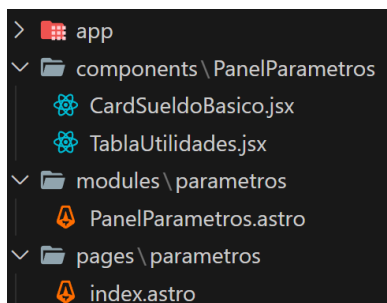 app
components\PanelParametros
CardSueldoBasico.jsx
TablaUtilidades.jsx
modules\parametros
PanelParametros.astro
pages\parametros
index.astro